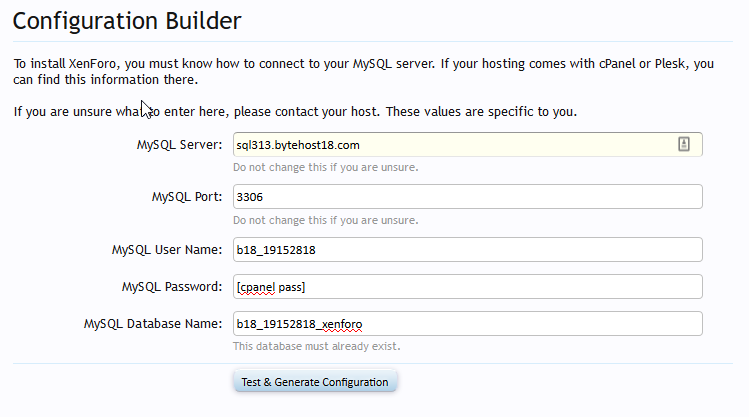 Configuration Builder
To install XenForo, you must know how to connect to your MySQL server. If your hosting comes with cPanel or Plesk, you
can find this information there.
If you are unsure what to enter here, please contact your host. These values are specific to you.
MySQL Server: sql313.bytehost18.com
Do not change this if you are unsure.
MySQL Port: 3306
Do not change this if you are unsure.
MySQL User Name: b18_19152818
MySQL Password: [cpanel pass]
MySQL Database Name: b18_19152818_xenforo
This database must already exist.
Test & Generate Configuration